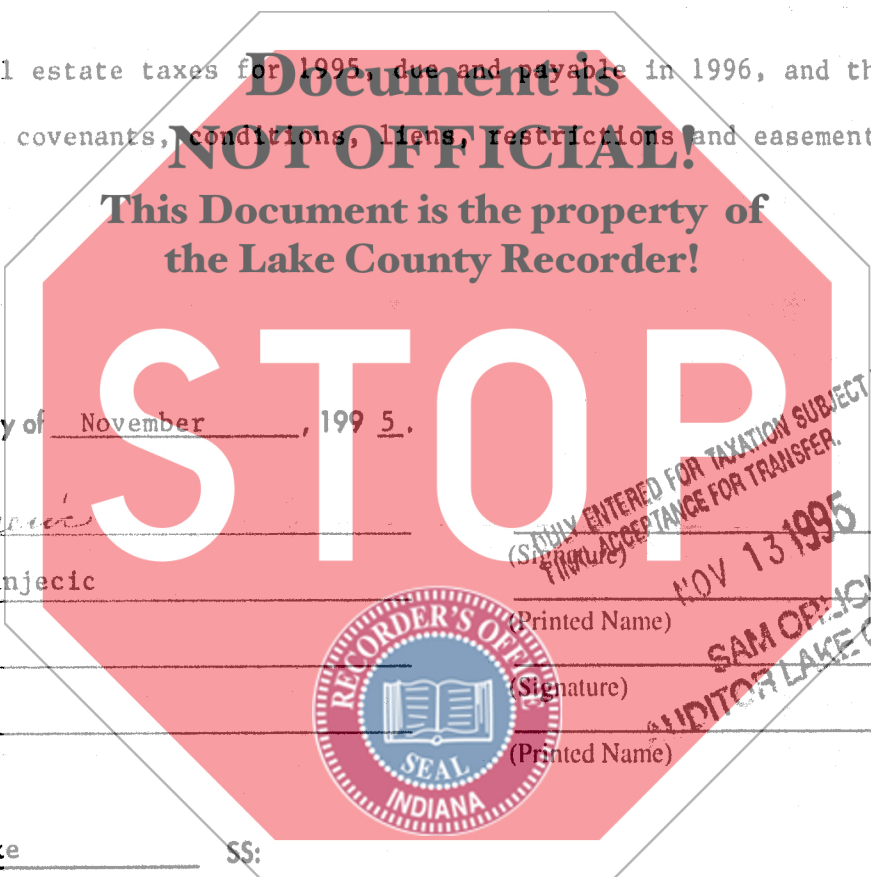 l estate taxes for 1995, due and payable in 1996, and th
Document is
covenants, conditions, liens, restrictions and easement
NOT OFFICIAL!
This Document is the property of
the Lake County Recorder!
STOP
y of November , 199 5 .
DULY ENTERED FOR TAXATION SUBJECT
FINAL ACCEPTANCE FOR TRANSFER.
(Signature)
NOV 13 1995
njecic
(Printed Name)
SAM
AUDITOR LAKE
(Signature)
(Printed Name)
RECORDER'S OFFICE
SEAL
INDIANA
e SS: